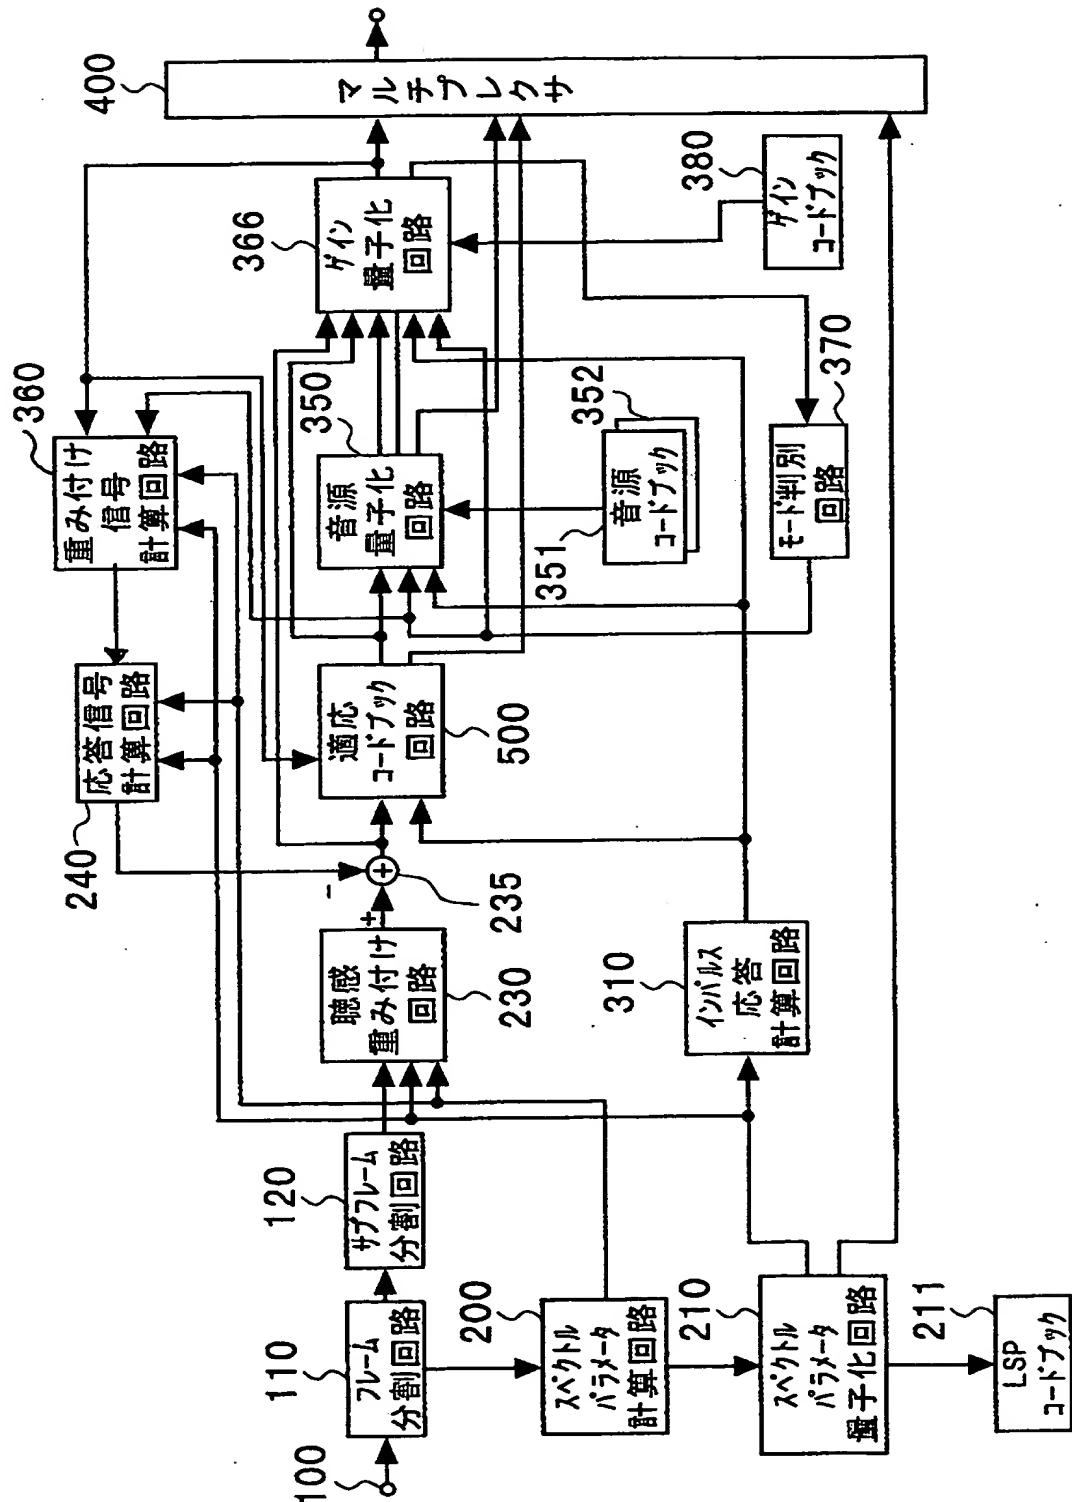 100
110
フレーム
分割回路
120
サブフレーム
分割回路
200
スペクトル
パラメータ
計算回路
210
スペクトル
パラメータ
量子化回路
211
LSP
コードブック
230
聴感
重み付け
回路
+
-
+
235
240
応答信号
計算回路
310
インパルス
応答
計算回路
500
適応
コードブック
回路
360
重み付け
信号
計算回路
350
音源
量子化
回路
351
352
音源
コードブック
366
ゲイン
量子化
回路
370
モード判別
回路
380
ゲイン
コードブック
400
マルチプレクサ